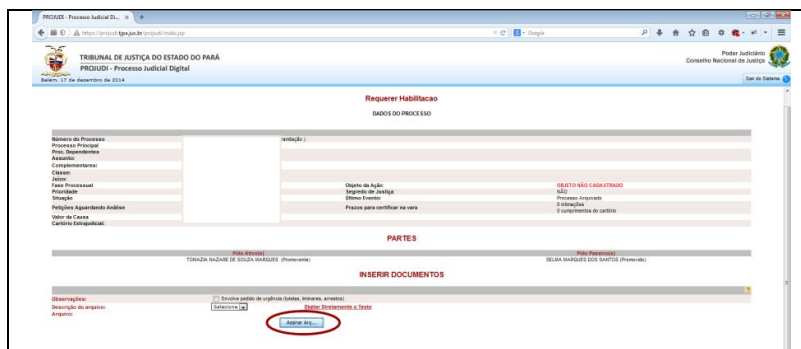 PROJUDI - Processo Judicial Di...
https://projudi.tjpa.jus.br/projudi/index.jsp
Google
TRIBUNAL DE JUSTIÇA DO ESTADO DO PARÁ
PROJUDI - Processo Judicial Digital
Poder Judiciário
Conselho Nacional de Justiça
Belém, 17 de dezembro de 2014
Sair do Sistema
Requerer Habilitacao
DADOS DO PROCESSO
Número do Processo
Processo Principal
Proc. Dependentes
Assunto:
Complementares:
Classe:
Juízo:
Fase Processual Objeto da Ação: OBJETO NÃO CADASTRADO
Prioridade Segredo de Justiça NÃO
Situação Último Evento: Processo Arquivado
Petições Aguardando Análise Prazos para certificar na vara 0 intimações
0 cumprimentos do cartório
Valor da Causa
Cartório Extrajudicial:
PARTES
Pólo Ativo(s) Pólo Passivo(s)
TOMAZIA NAZARE DE SOUZA MARQUES (Promovente) SELMA MARQUES DOS SANTOS (Promovido)
INSERIR DOCUMENTOS
Observações: Envolve pedido de urgência (tutelas, liminares, arrestos)
Descrição do arquivo: Selecione Digitar Diretamente o Texto
Arquivo:
Assinar Arq...